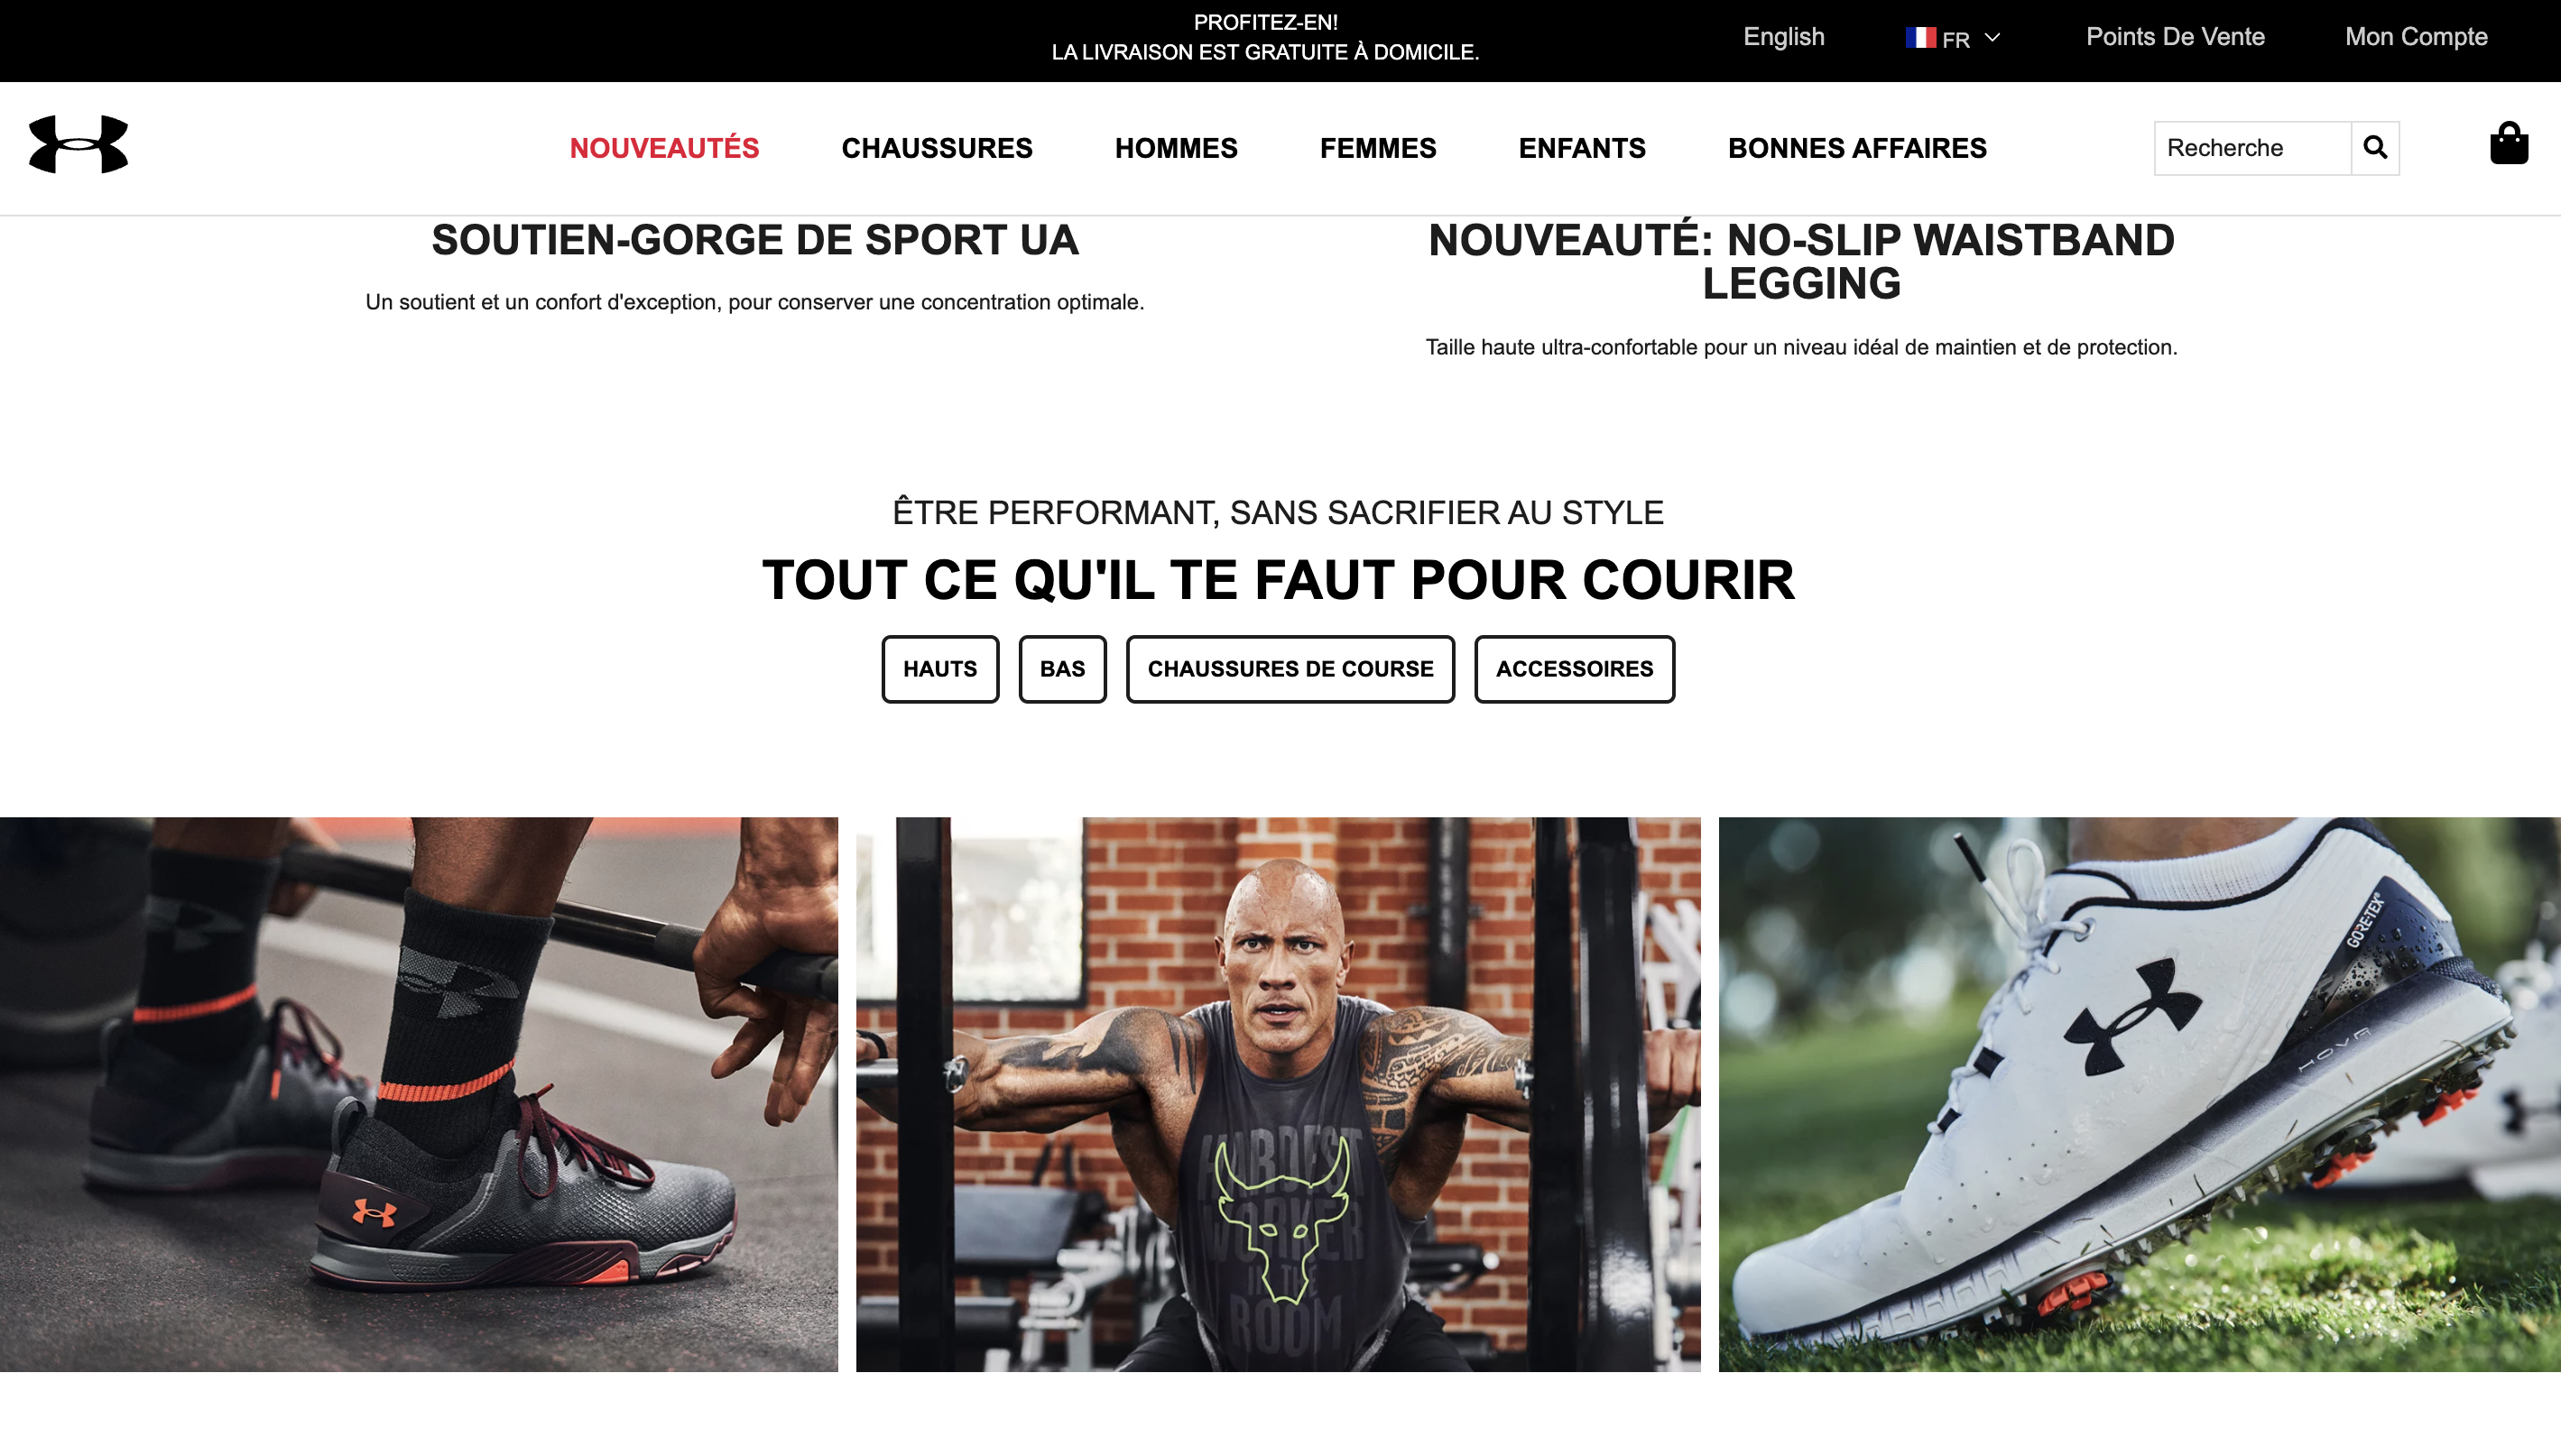 PROFITEZ-EN!
LA LIVRAISON EST GRATUITE À DOMICILE.
English
FR
Points De Vente
Mon Compte
NOUVEAUTÉS
CHAUSSURES
HOMMES
FEMMES
ENFANTS
BONNES AFFAIRES
Recherche
SOUTIEN-GORGE DE SPORT UA
Un soutient et un confort d'exception, pour conserver une concentration optimale.
NOUVEAUTÉ: NO-SLIP WAISTBAND
LEGGING
Taille haute ultra-confortable pour un niveau idéal de maintien et de protection.
ÊTRE PERFORMANT, SANS SACRIFIER AU STYLE
TOUT CE QU'IL TE FAUT POUR COURIR
HAUTS
BAS
CHAUSSURES DE COURSE
ACCESSOIRES
HARDEST
WORKER
IN THE
ROOM
GORE-TEX
HOVR